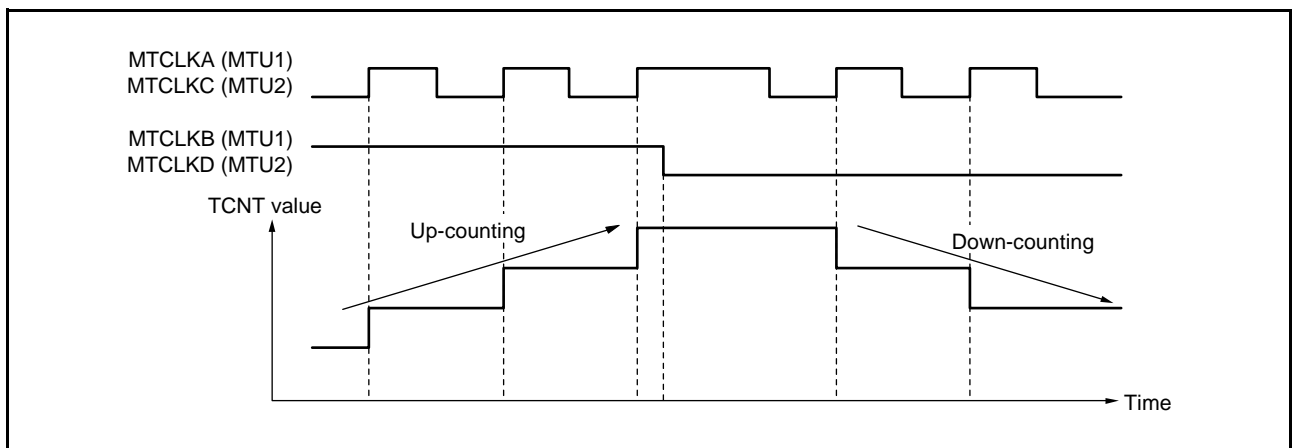 MTCLKA (MTU1)
MTCLKC (MTU2)
MTCLKB (MTU1)
MTCLKD (MTU2)
TCNT value
Up-counting
Down-counting
Time